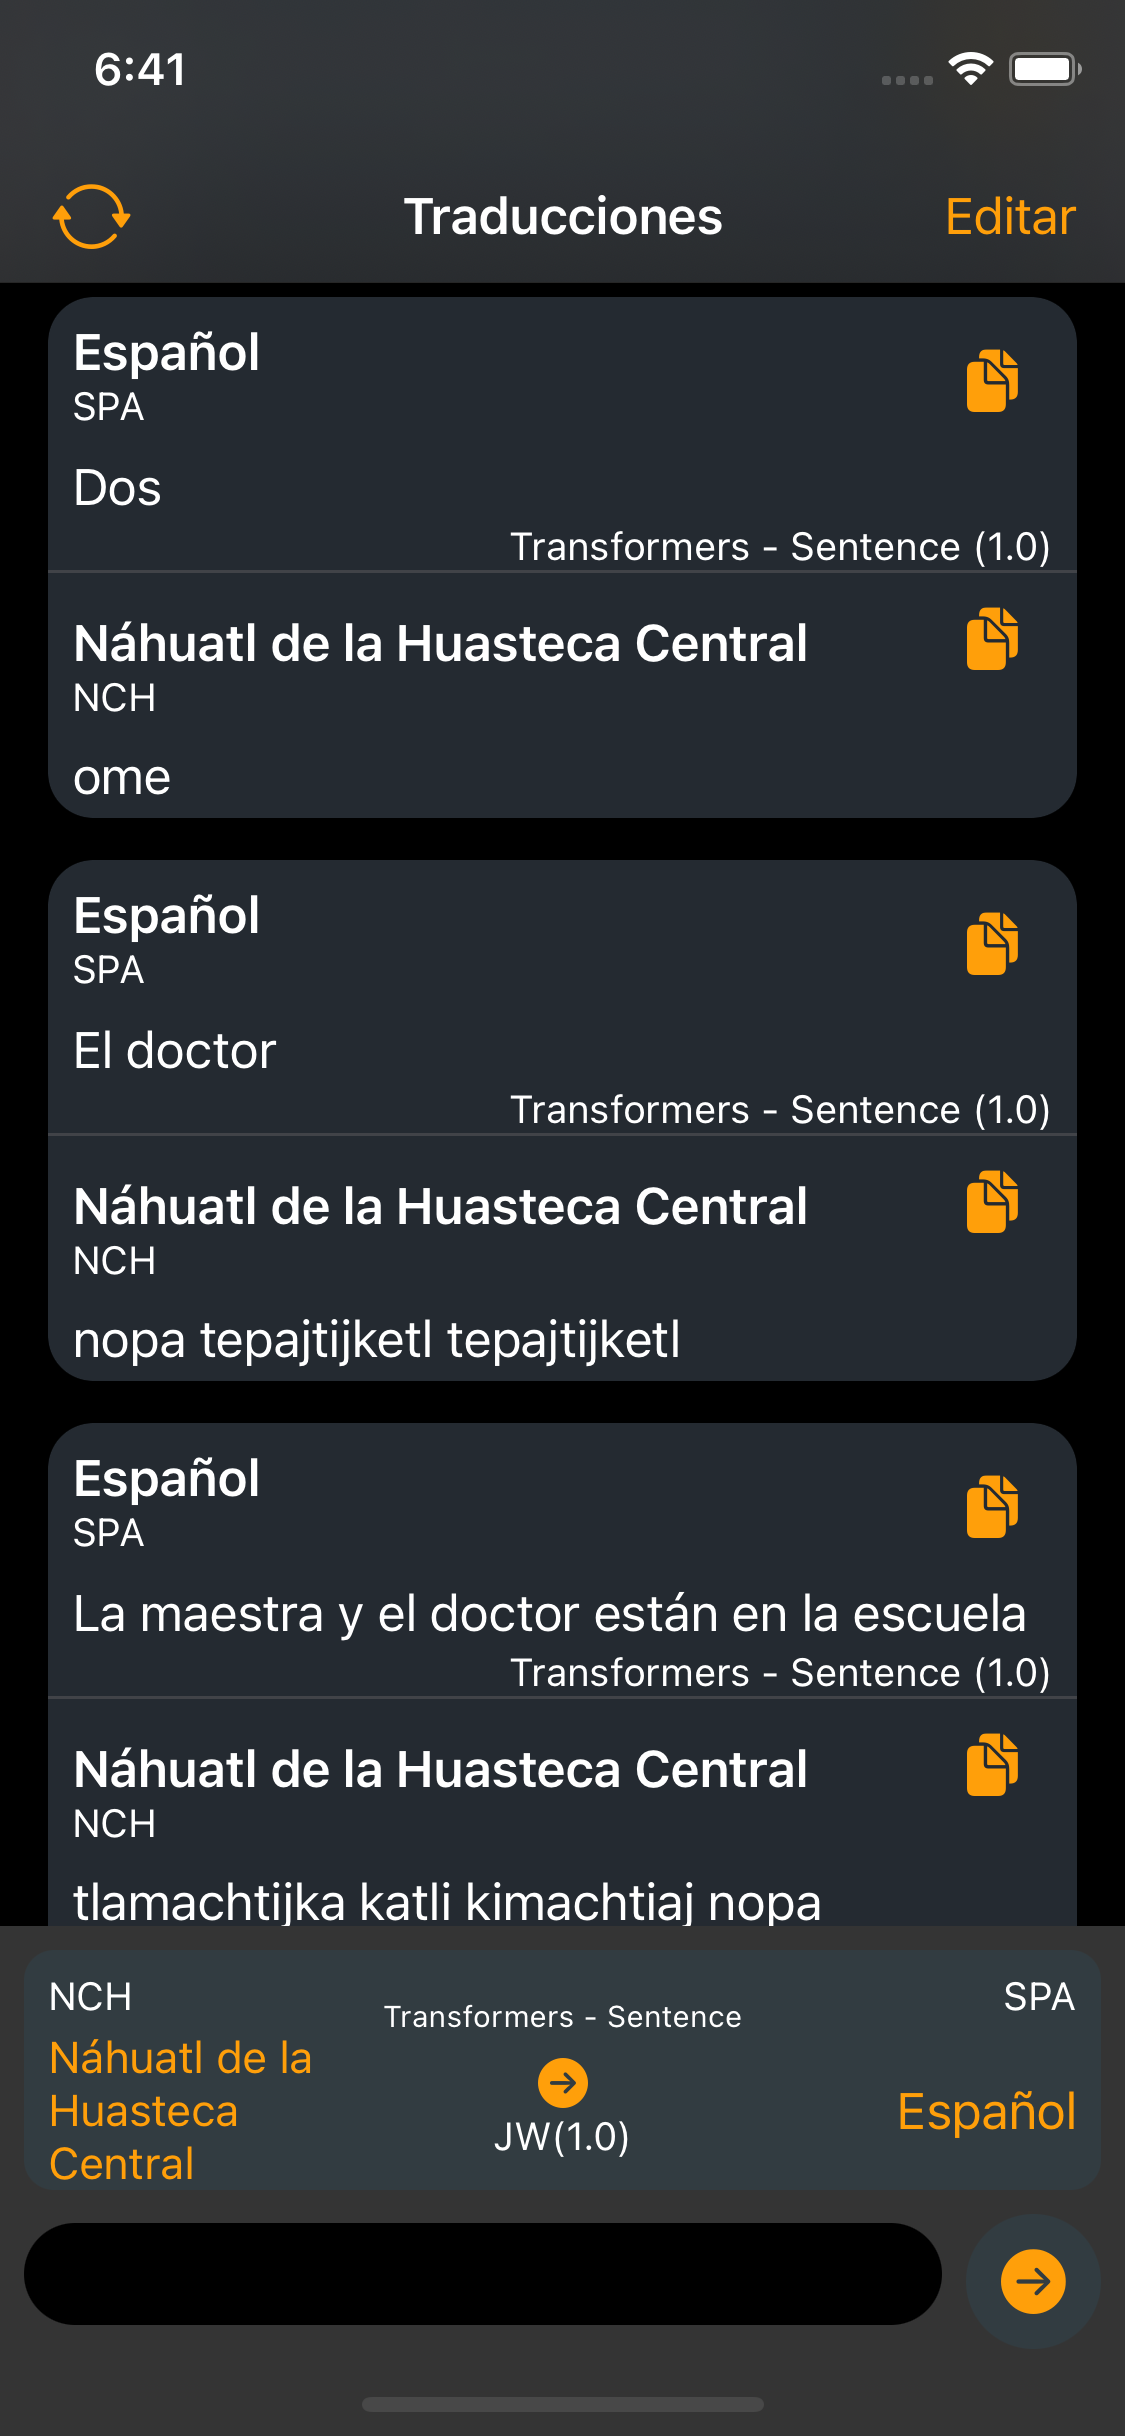 6:41
Traducciones
Editar
Español
SPA
Dos
Transformers - Sentence (1.0)
Náhuatl de la Huasteca Central
NCH
ome
Español
SPA
El doctor
Transformers - Sentence (1.0)
Náhuatl de la Huasteca Central
NCH
nopa tepajtijketl tepajtijketl
Español
SPA
La maestra y el doctor están en la escuela
Transformers - Sentence (1.0)
Náhuatl de la Huasteca Central
NCH
tlamachtijka katli kimachtiaj nopa
NCH
Náhuatl de la
Huasteca
Central
Transformers - Sentence
JW(1.0)
SPA
Español